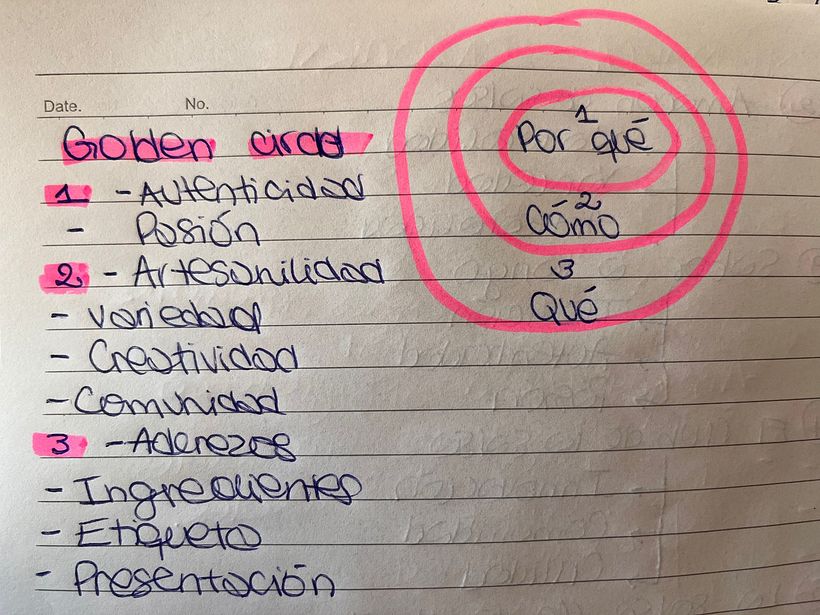 Date. No.
Golden circle
1 - Autenticidad
- Pasión
2 - Artesanilidad
- Variedad
- Creatividad
- Comunidad
3 - Aderezos
- Ingredientes
- Etiqueta
- Presentación
1
Por qué
2
Cómo
3
Qué